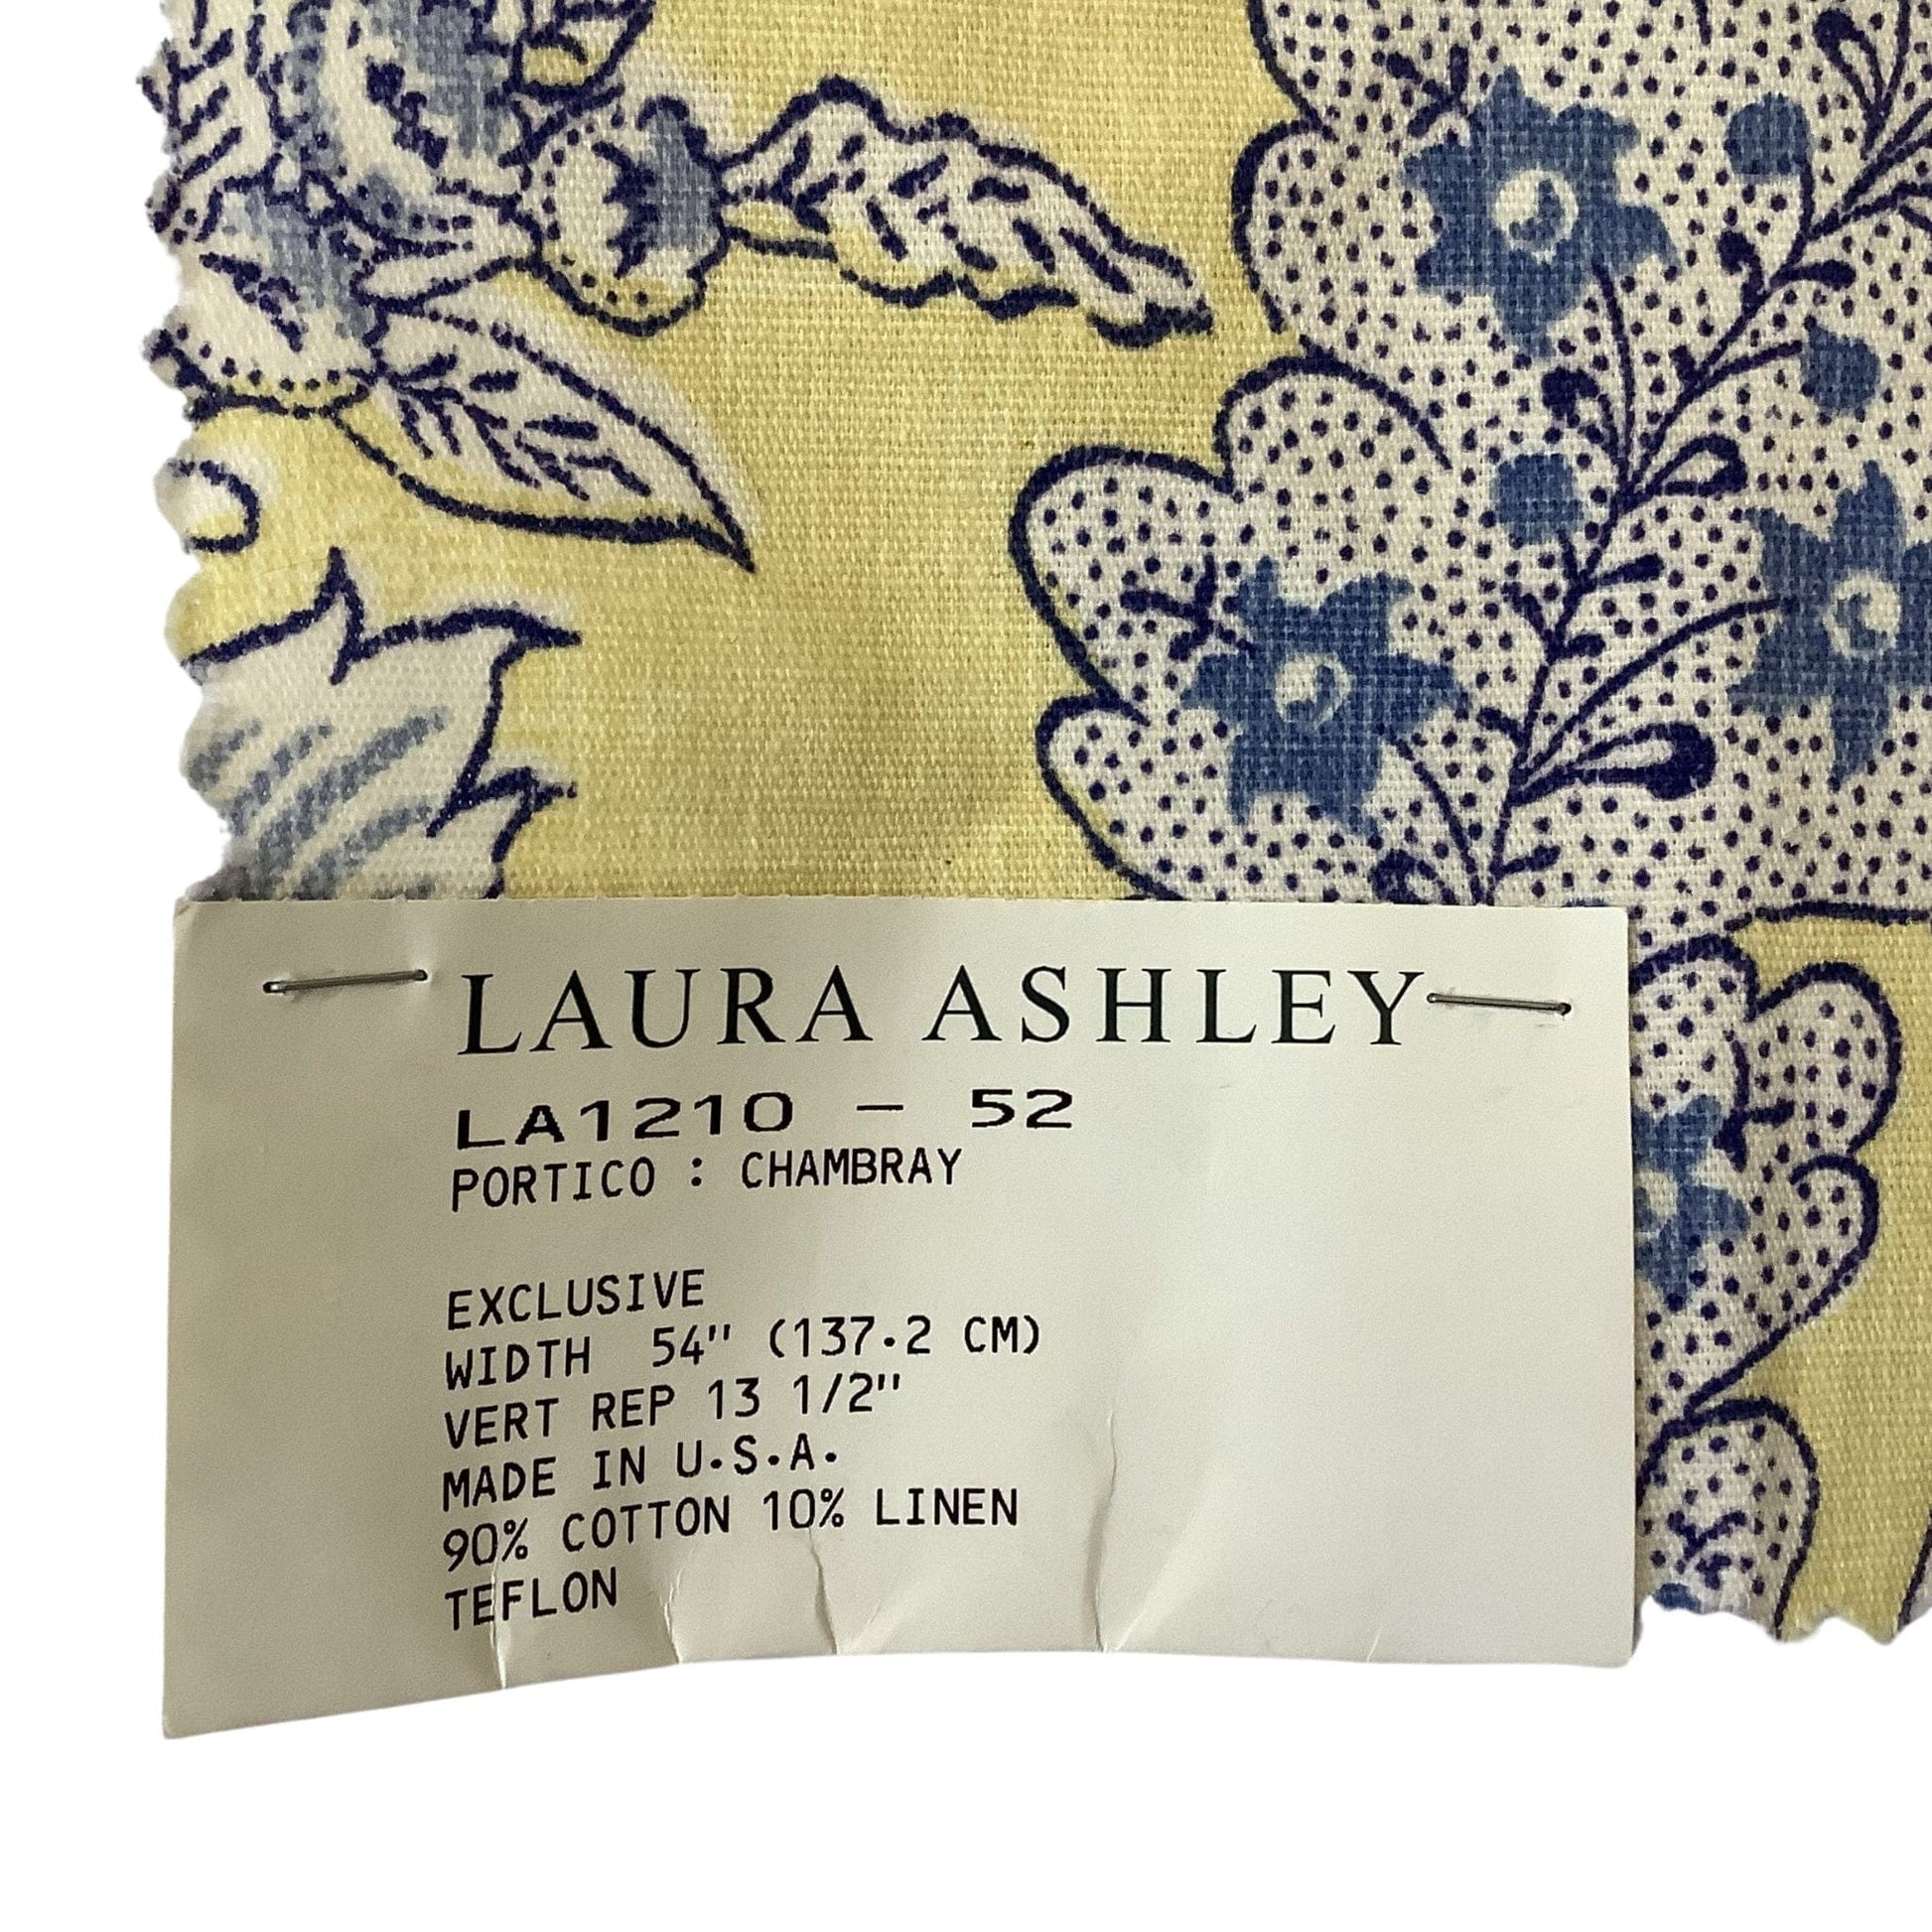 LAURA ASHLEY
LA1210 - 52
PORTICO : CHAMBRAY
EXCLUSIVE
WIDTH 54" (137.2 CM)
VERT REP 13 1/2"
MADE IN U.S.A.
90% COTTON 10% LINEN
TEFLON